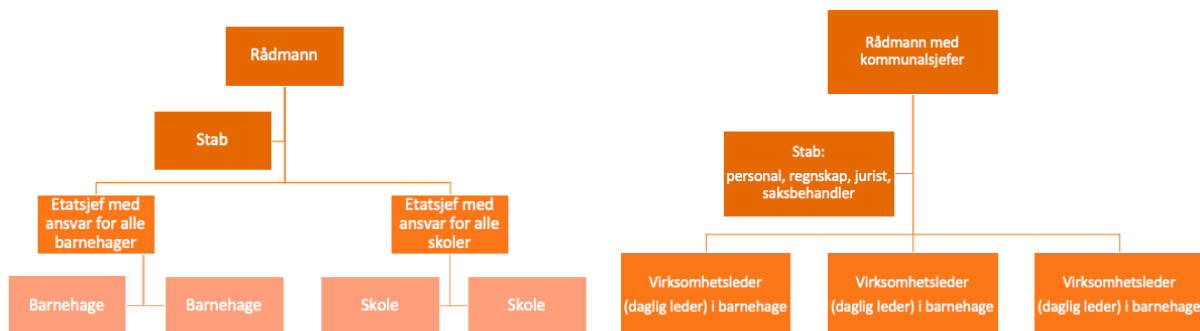 Rådmann
Stab
Etatsjef med
ansvar for alle
barnehager
Etatsjef med
ansvar for alle
skoler
Barnehage
Barnehage
Skole
Skole
Rådmann med
kommunalsjefer
Stab:
personal, regnskap, jurist,
saksbehandler
Virksomhetsleder
(daglig leder) i barnehage
Virksomhetsleder
(daglig leder) i barnehage
Virksomhetsleder
(daglig leder) i barnehage